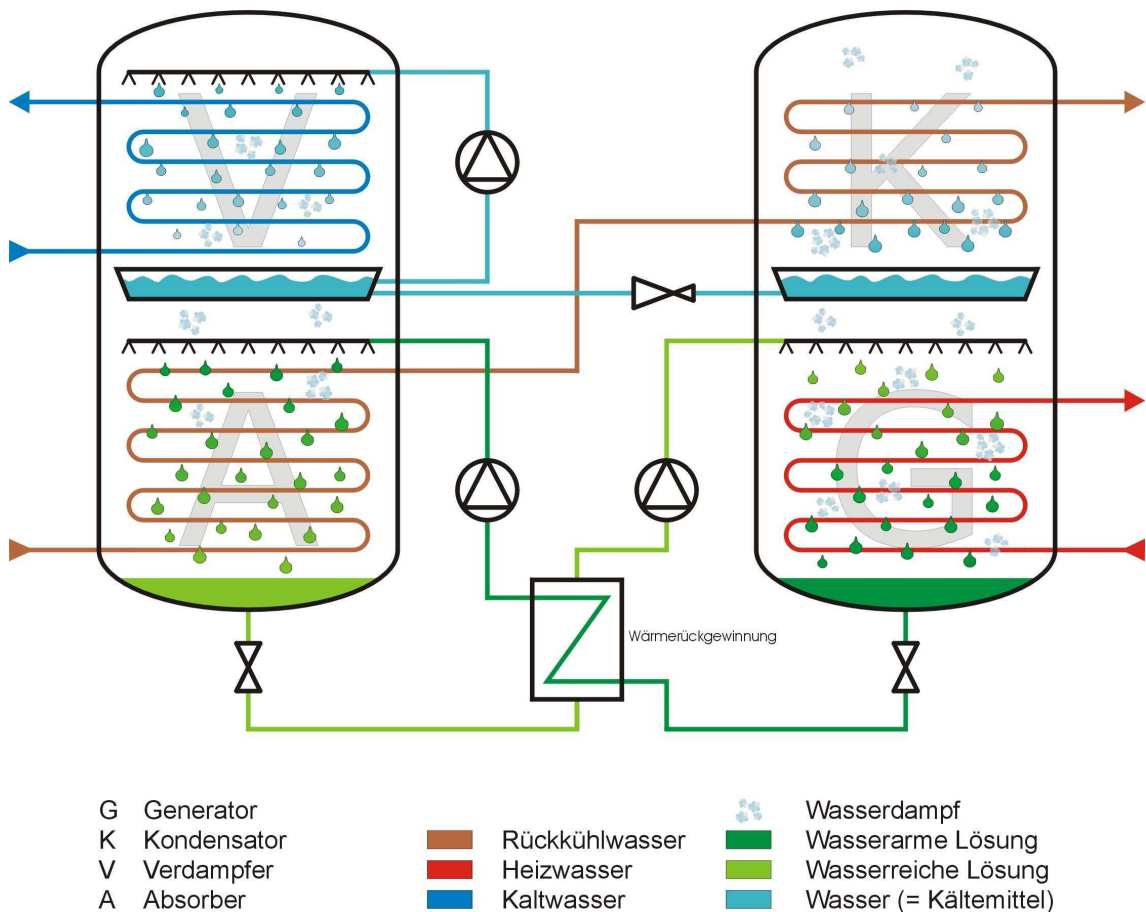 V
K
A
G
Wärmerückgewinnung
G Generator
K Kondensator
V Verdampfer
A Absorber
Rückkühlwasser
Heizwasser
Kaltwasser
Wasserdampf
Wasserarme Lösung
Wasserreiche Lösung
Wasser (= Kältemittel)